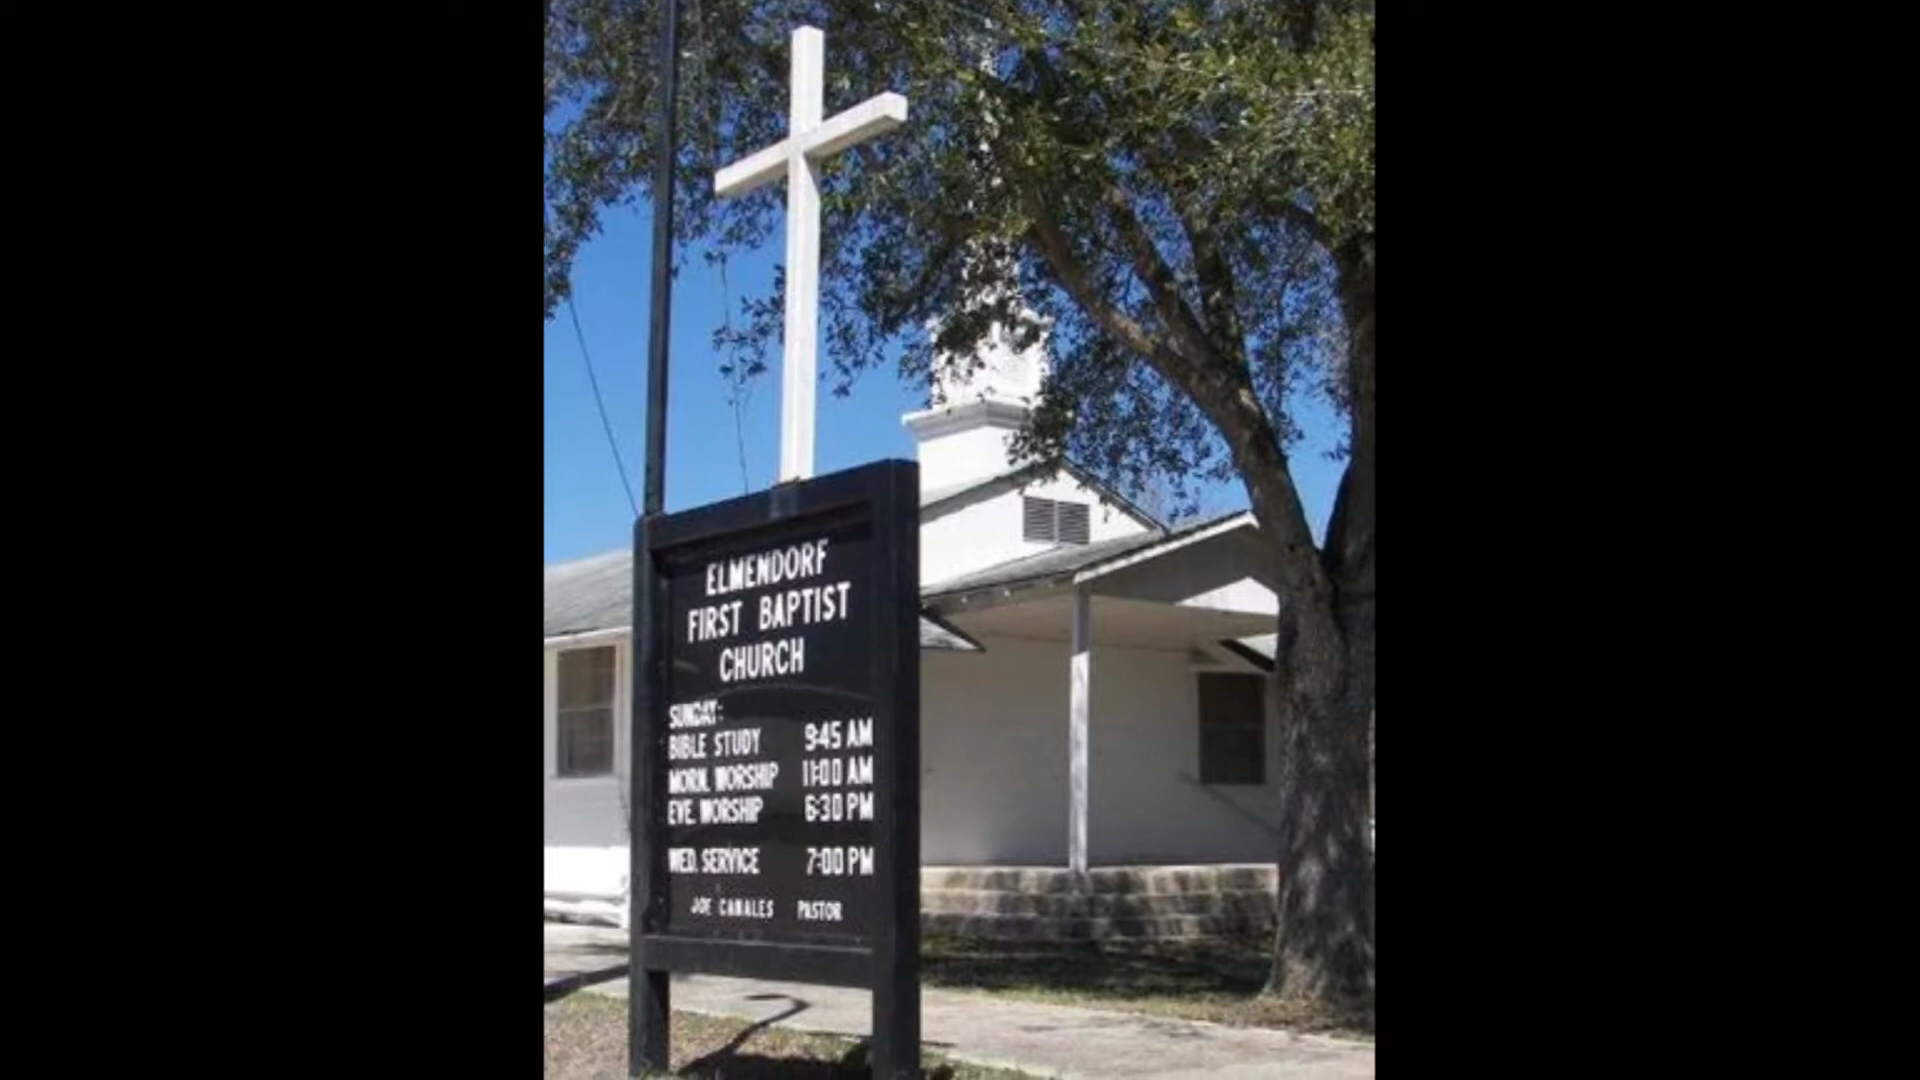 ELMENDORF
FIRST BAPTIST
CHURCH
SUNDAY:
BIBLE STUDY 9:45 AM
MORN. WORSHIP 11:00 AM
EVE. WORSHIP 6:30 PM
WED. SERVICE 7:00 PM
JOE CANALES PASTOR